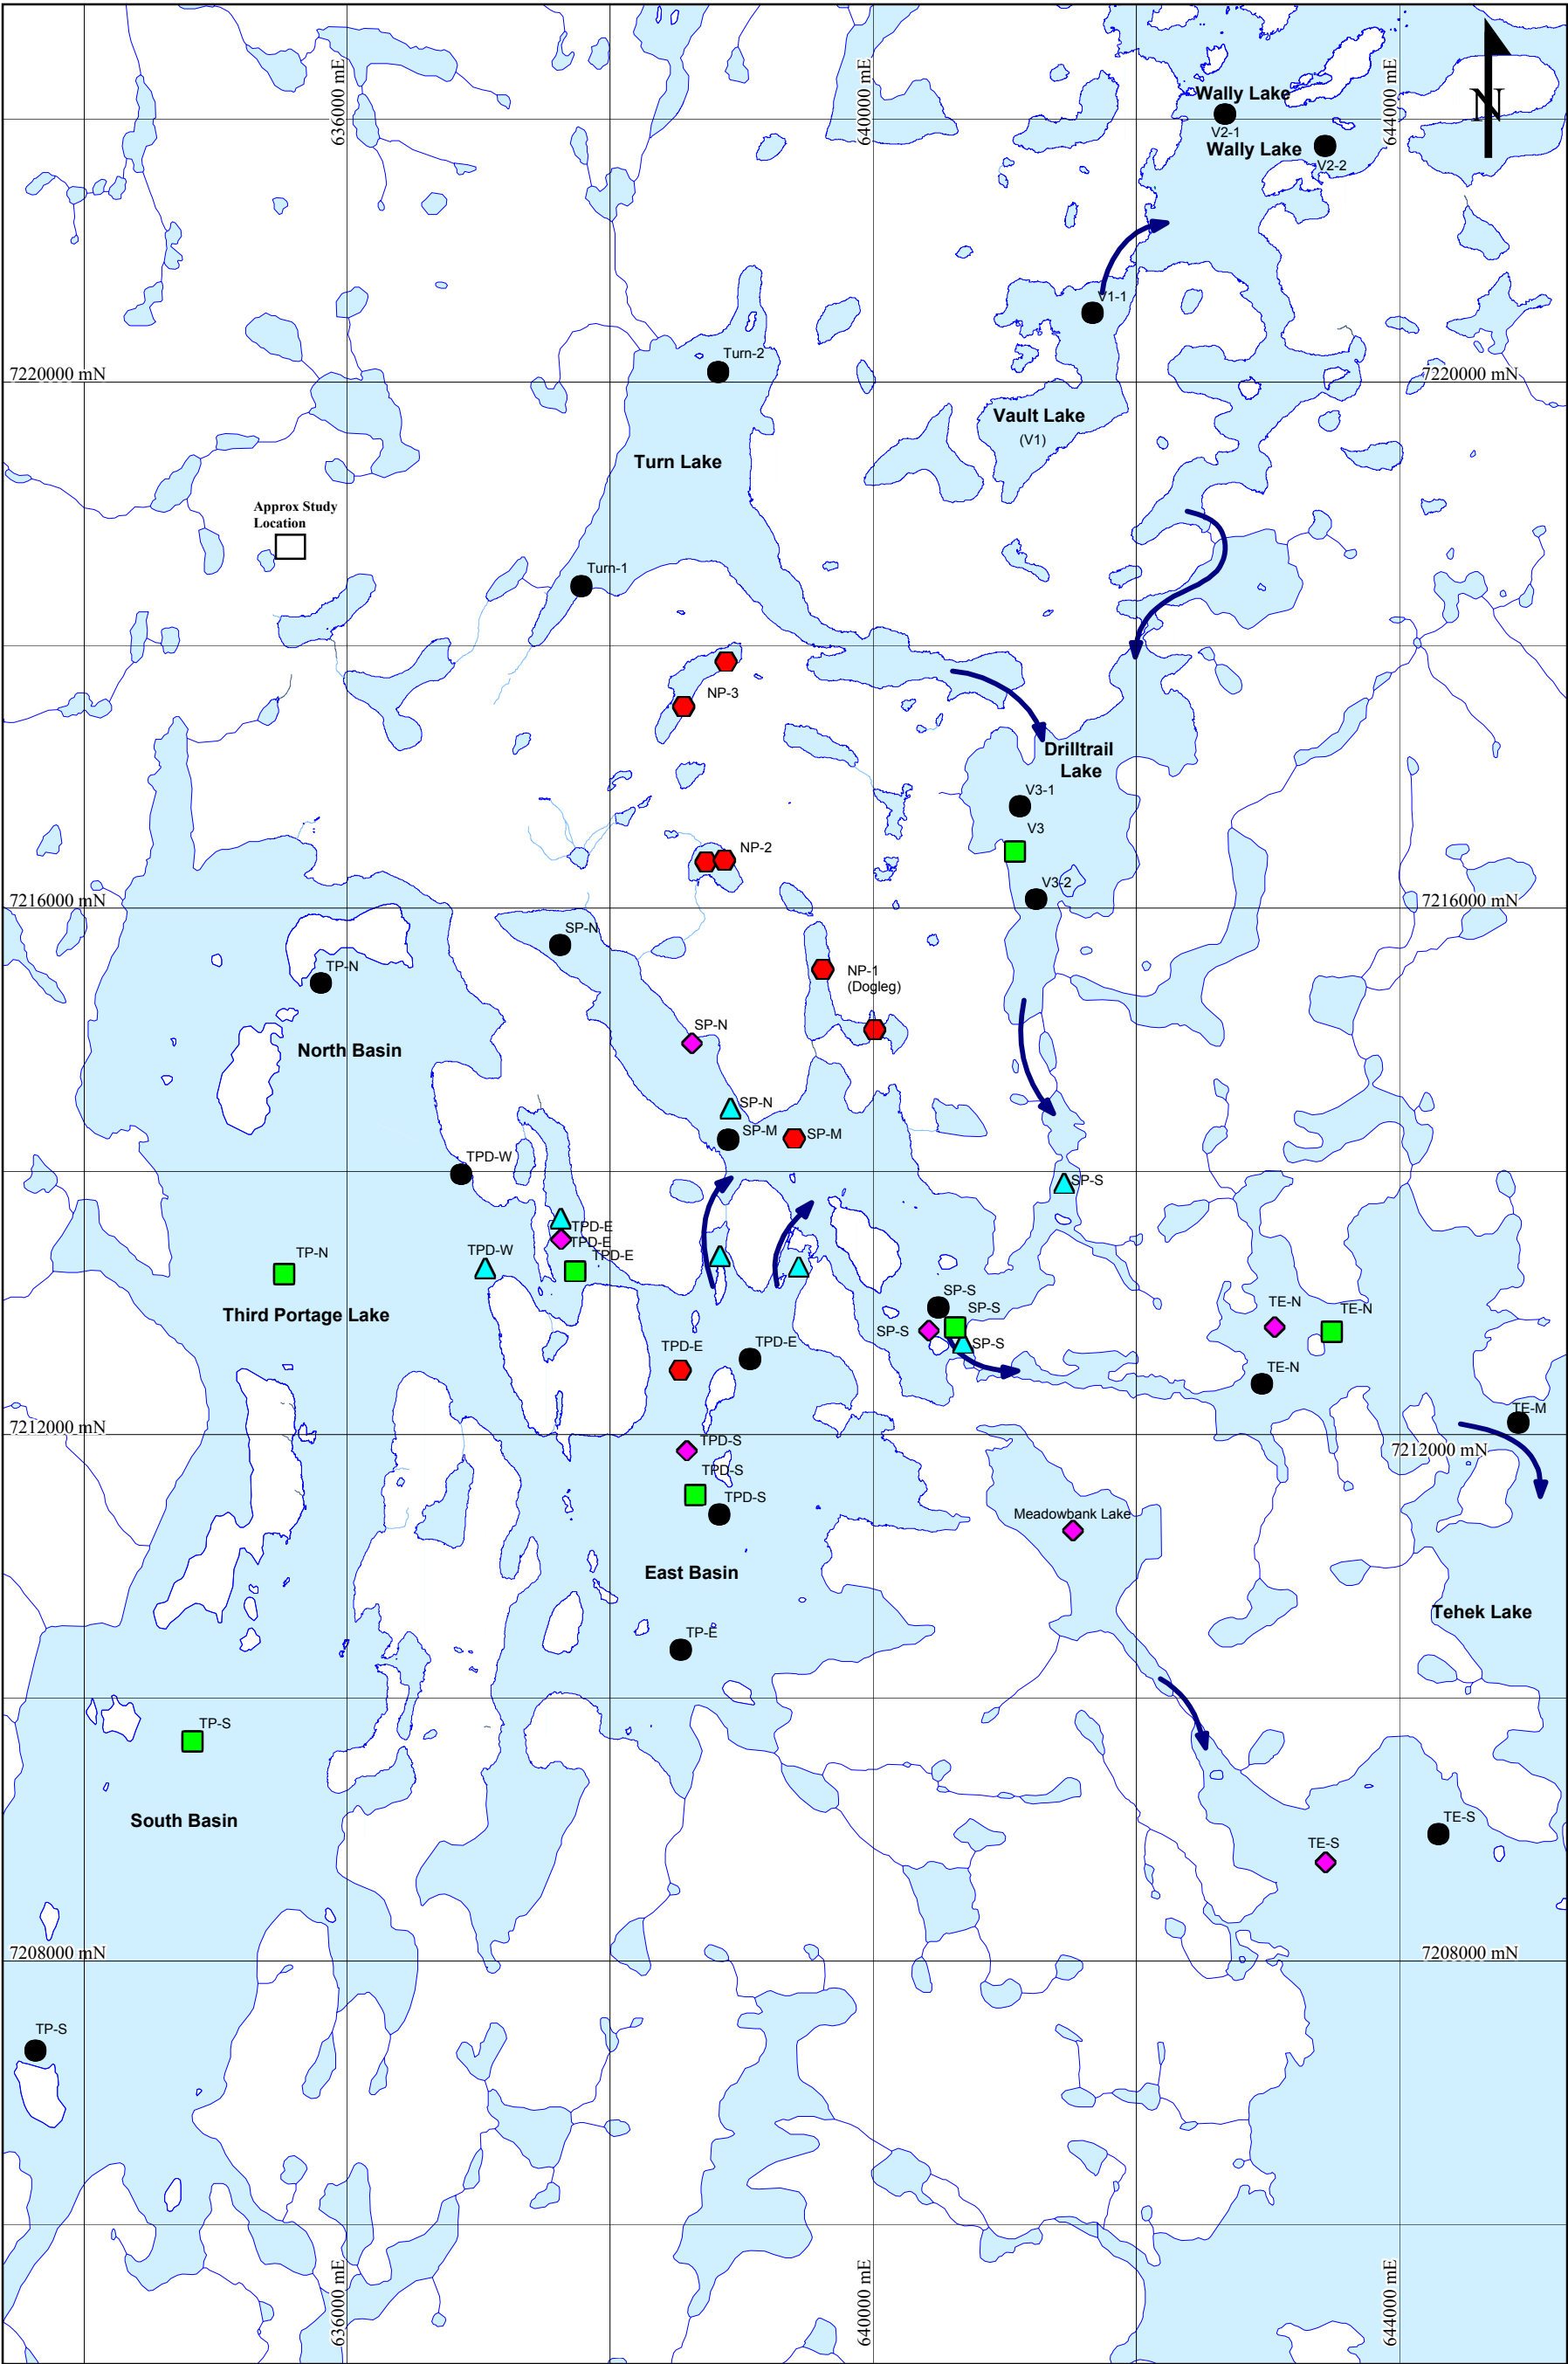 636000 mE
640000 mE
644000 mE
N
Wally Lake
V2-1
Wally Lake
V2-2
V1-1
Turn-2
7220000 mN
7220000 mN
Vault Lake
(V1)
Turn Lake
Approx Study
Location
Turn-1
NP-3
Drilltrail
Lake
V3-1
V3
NP-2
V3-2
7216000 mN
7216000 mN
SP-N
TP-N
NP-1
(Dogleg)
SP-N
North Basin
SP-N
SP-M
SP-M
TPD-W
SP-S
TPD-E
TPD-E
TPD-W
TPD-E
TP-N
Third Portage Lake
SP-S
SP-S
SP-S
SP-S
TE-N
TE-N
TPD-E
TPD-E
TE-N
TE-M
7212000 mN
7212000 mN
TPD-S
TPD-S
TPD-S
Meadowbank Lake
East Basin
Tehek Lake
TP-E
TP-S
South Basin
TE-S
TE-S
7208000 mN
7208000 mN
TP-S
636000 mE
640000 mE
644000 mE